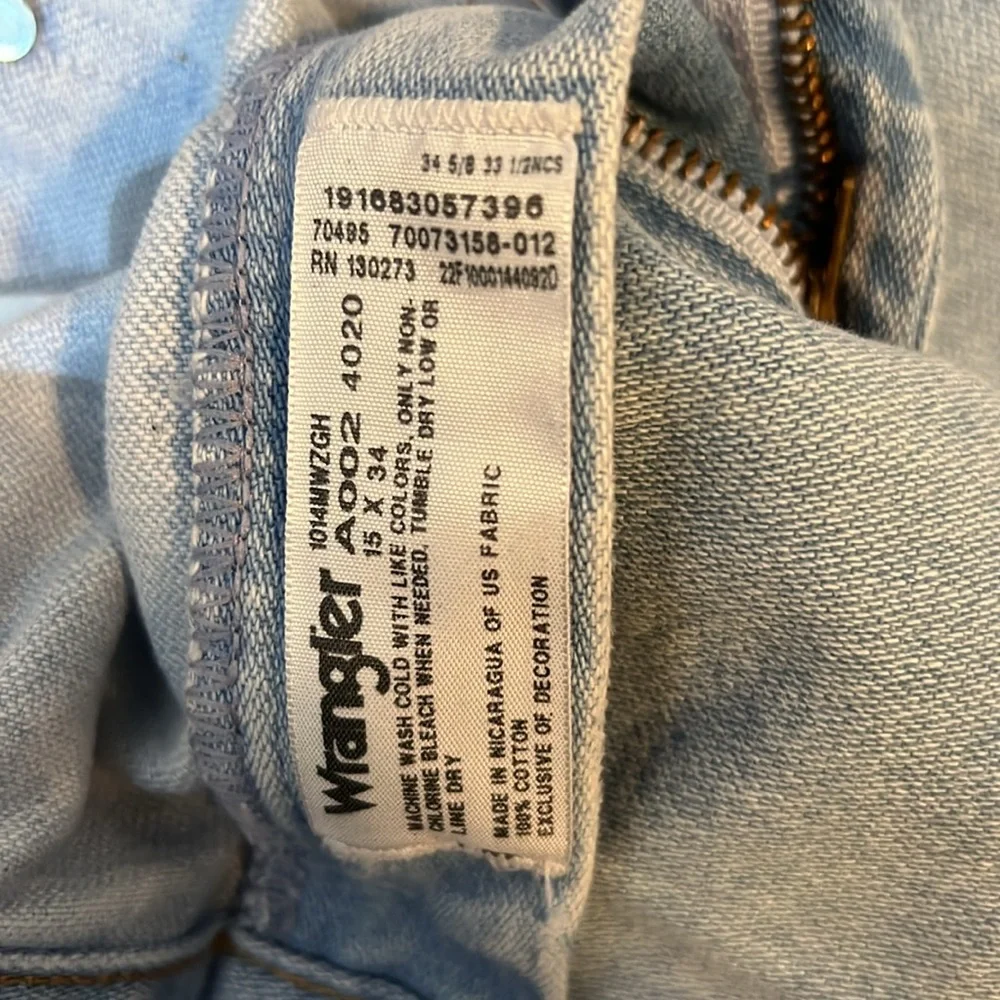 34 5/8 33 1/2NCS
191683057396
70485 70073158-012
RN 130273 22F10001440920
1014MWZGH
Wrangler A002 4020
15 X 34
MACHINE WASH COLD WITH LIKE COLORS, ONLY NON-
CHLORINE BLEACH WHEN NEEDED. TUMBLE DRY LOW OR
LINE DRY
MADE IN NICARAGUA OF US FABRIC
100% COTTON
EXCLUSIVE OF DECORATION